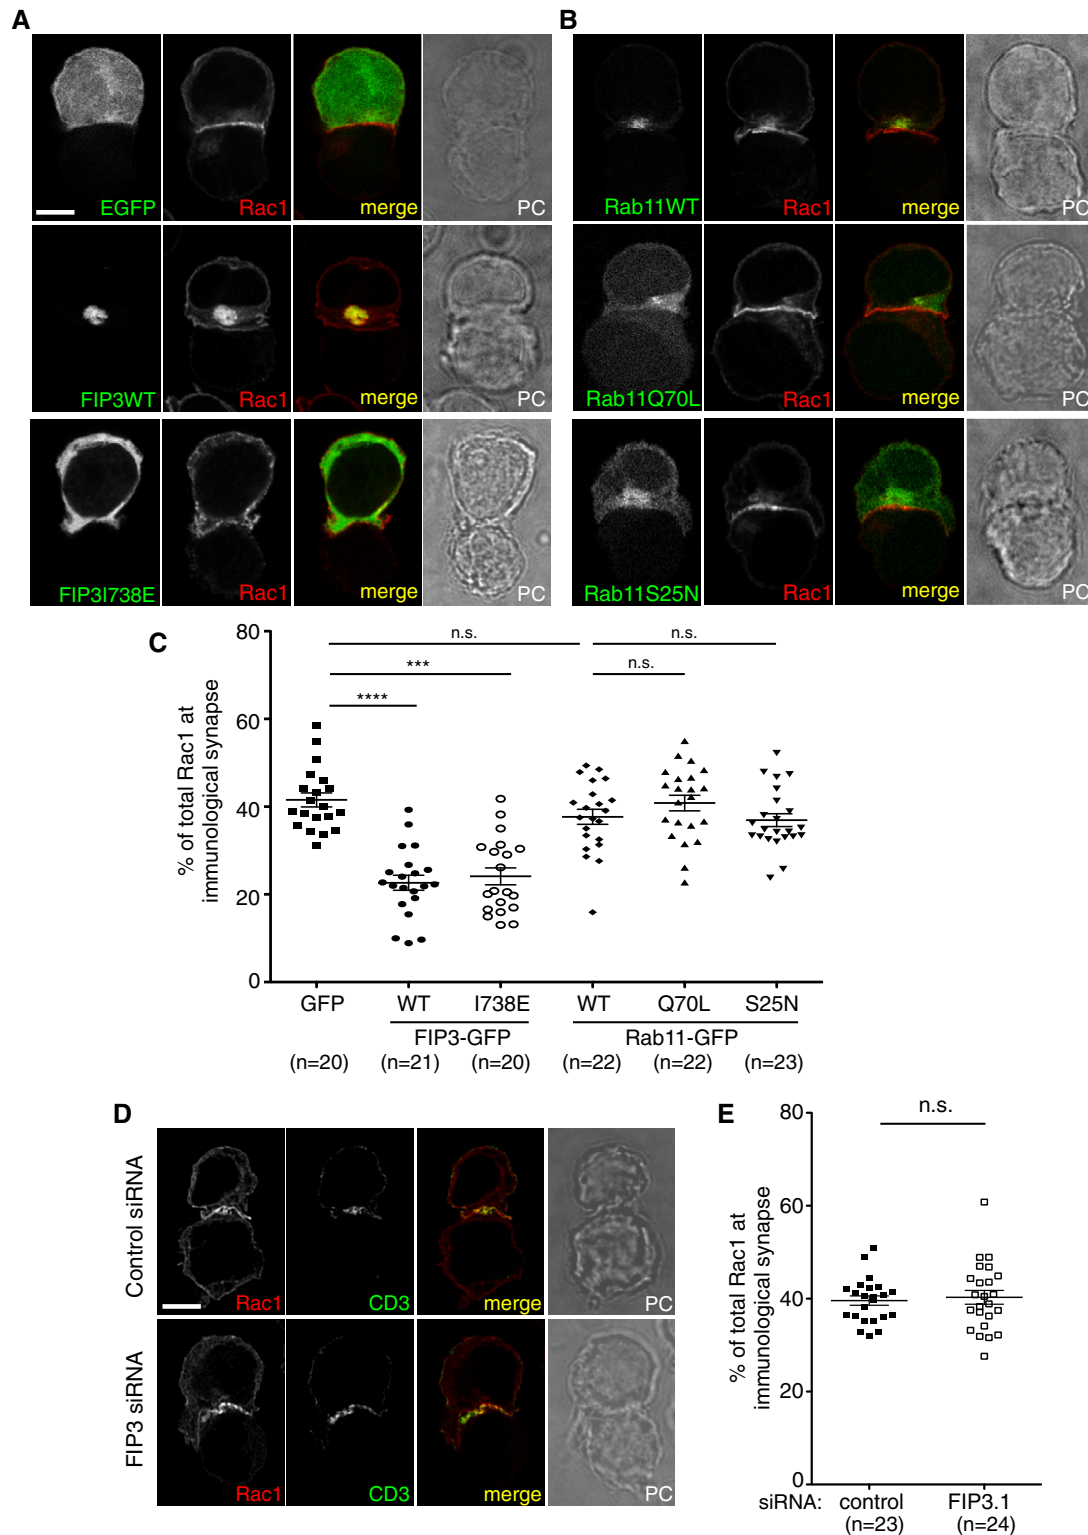 A
EGFP
Rac1
merge
PC
FIP3WT
Rac1
merge
PC
FIP3I738E
Rac1
merge
PC
B
Rab11WT
Rac1
merge
PC
Rab11Q70L
Rac1
merge
PC
Rab11S25N
Rac1
merge
PC
C
% of total Rac1 at
immunological synapse
80
60
40
20
0
n.s.
n.s.
***
n.s.
****
GFP
WT
I738E
WT
Q70L
S25N
FIP3-GFP
Rab11-GFP
(n=20)
(n=21)
(n=20)
(n=22)
(n=22)
(n=23)
D
Control siRNA
Rac1
CD3
merge
PC
FIP3 siRNA
Rac1
CD3
merge
PC
E
% of total Rac1 at
immunological synapse
80
60
40
20
0
n.s.
siRNA:
control
FIP3.1
(n=23)
(n=24)